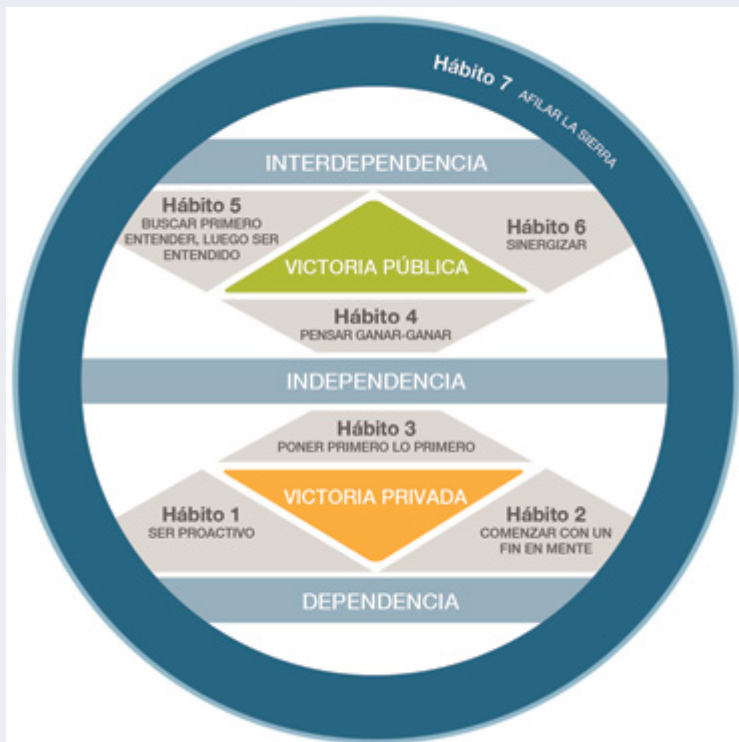 Hábito 7 AFILAR LA SIERRA
INTERDEPENDENCIA
Hábito 5
BUSCAR PRIMERO
ENTENDER, LUEGO SER
ENTENDIDO
Hábito 6
SINERGIZAR
VICTORIA PÚBLICA
Hábito 4
PENSAR GANAR-GANAR
INDEPENDENCIA
Hábito 3
PONER PRIMERO LO PRIMERO
VICTORIA PRIVADA
Hábito 1
SER PROACTIVO
Hábito 2
COMENZAR CON UN
FIN EN MENTE
DEPENDENCIA